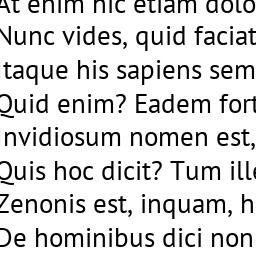 At enim hic etiam dolo
Nunc vides, quid faciat
Itaque his sapiens sem
Quid enim? Eadem fort
Invidiosum nomen est,
Quis hoc dicit? Tum ille
Zenonis est, inquam, h
De hominibus dici non